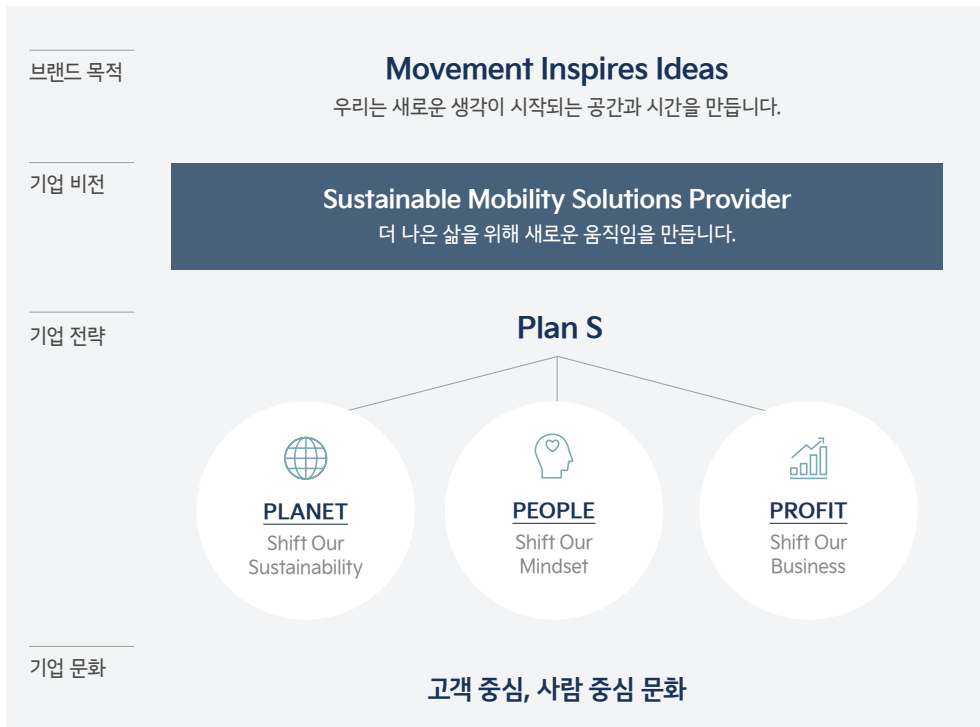 브랜드 목적
Movement Inspires Ideas
우리는 새로운 생각이 시작되는 공간과 시간을 만듭니다.
기업 비전
Sustainable Mobility Solutions Provider
더 나은 삶을 위해 새로운 움직임을 만듭니다.
기업 전략
Plan S
PLANET
Shift Our
Sustainability
PEOPLE
Shift Our
Mindset
PROFIT
Shift Our
Business
기업 문화
고객 중심, 사람 중심 문화